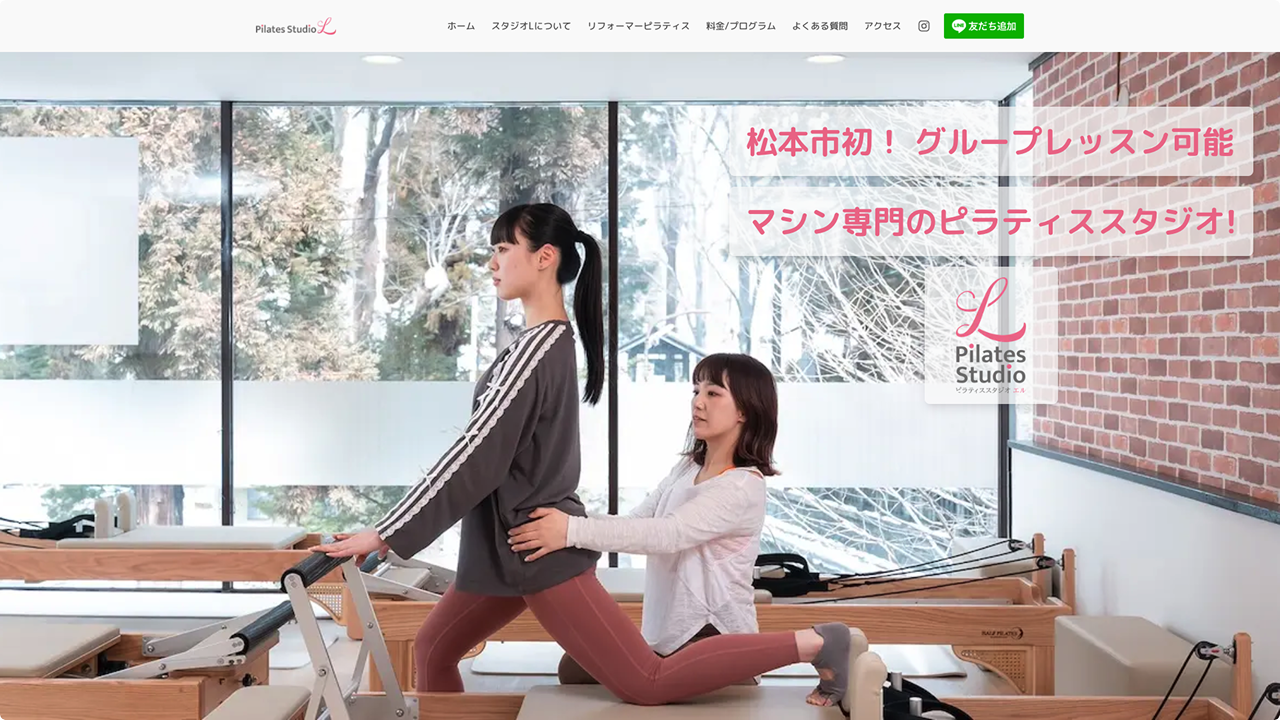 Pilates Studio L
ホーム
スタジオLについて
リフォーマーピラティス
料金/プログラム
よくある質問
アクセス
LINE 友だち追加
松本市初！ グループレッスン可能
マシン専門のピラティススタジオ!
L
Pilates
Studio
ピラティススタジオ エル